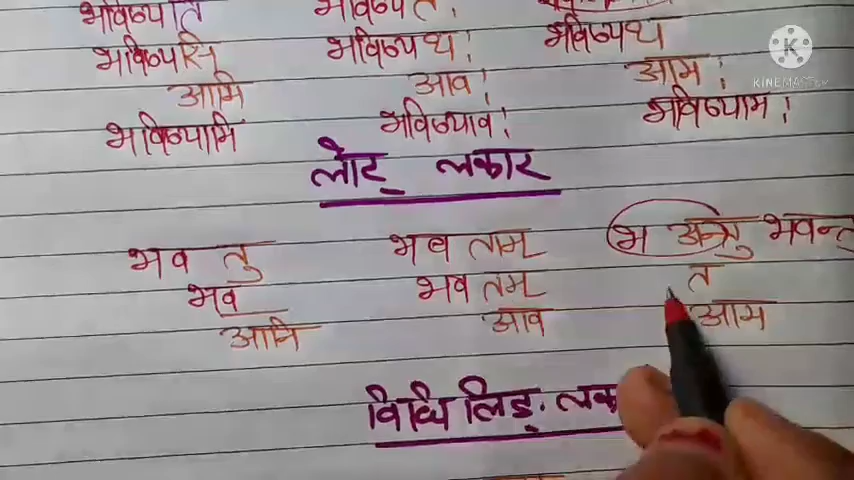 भविष्यति भविष्यतः
भविष्यसि भविष्यथः भविष्यथ
आमि आवः आमः
भविष्यामि भविष्यावः भविष्यामः
लोट् लकार
भव तु भव ताम् भ अन्तु भवन्तु
भव भव तम् त
आनि आव आम
विधि लिङ्. लका
KINEMASTER